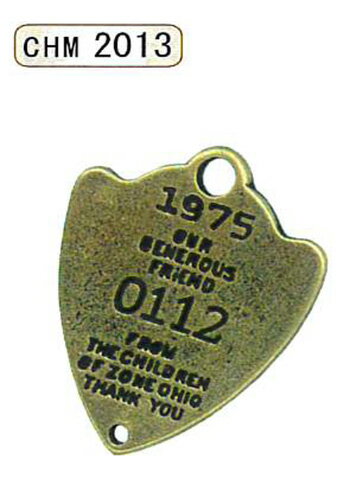 CHM 2013
1975
OUR
GENEROUS
FRIEND
0112
FROM
THE CHILDREN
OF ZONE OHIO
THANK YOU